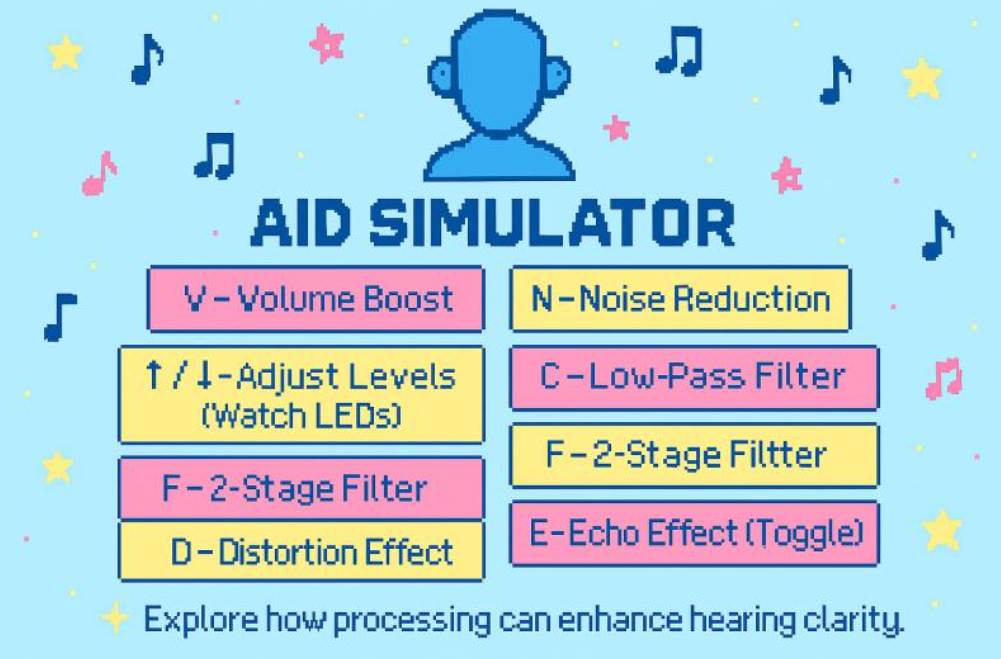 AID SIMULATOR
V – Volume Boost
N – Noise Reduction
↑ / ↓ – Adjust Levels
(Watch LEDs)
C – Low-Pass Filter
F – 2-Stage Filter
F – 2-Stage Filtter
D – Distortion Effect
E – Echo Effect (Toggle)
Explore how processing can enhance hearing clarity.